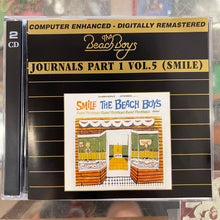 COMPUTER ENHANCED - DIGITALLY REMASTERED
The
Beach Boys
JOURNALS PART 1 VOL.5 (SMILE)
2 CD
SMILE THE BEACH BOYS